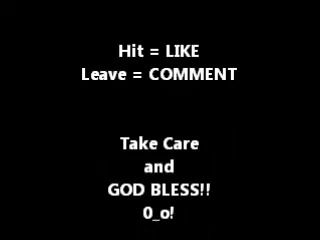 Hit = LIKE
Leave = COMMENT
Take Care
and
GOD BLESS!!
0_o!